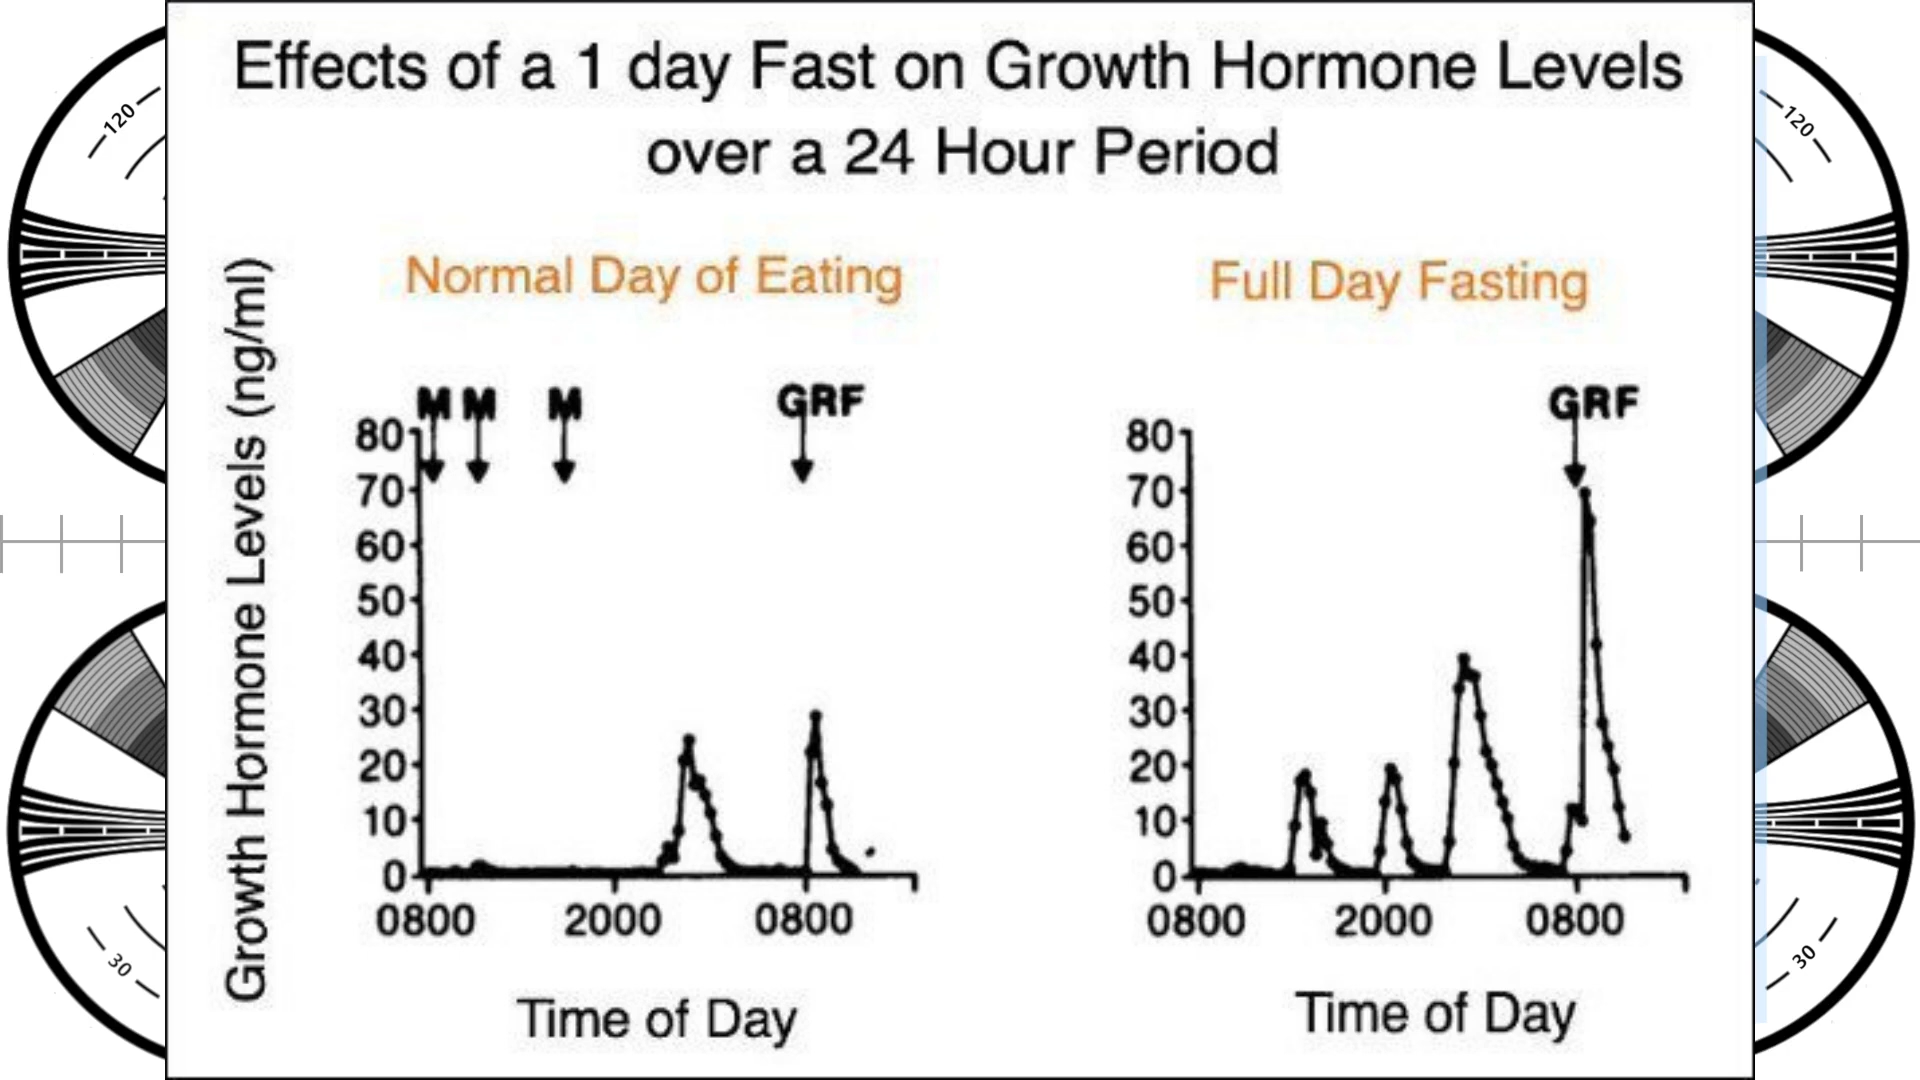 Effects of a 1 day Fast on Growth Hormone Levels
over a 24 Hour Period
Normal Day of Eating
Full Day Fasting
Growth Hormone Levels (ng/ml)
M M M GRF
80
70
60
50
40
30
20
10
0
0800 2000 0800
Time of Day
GRF
80
70
60
50
40
30
20
10
0
0800 2000 0800
Time of Day
120
120
30
30